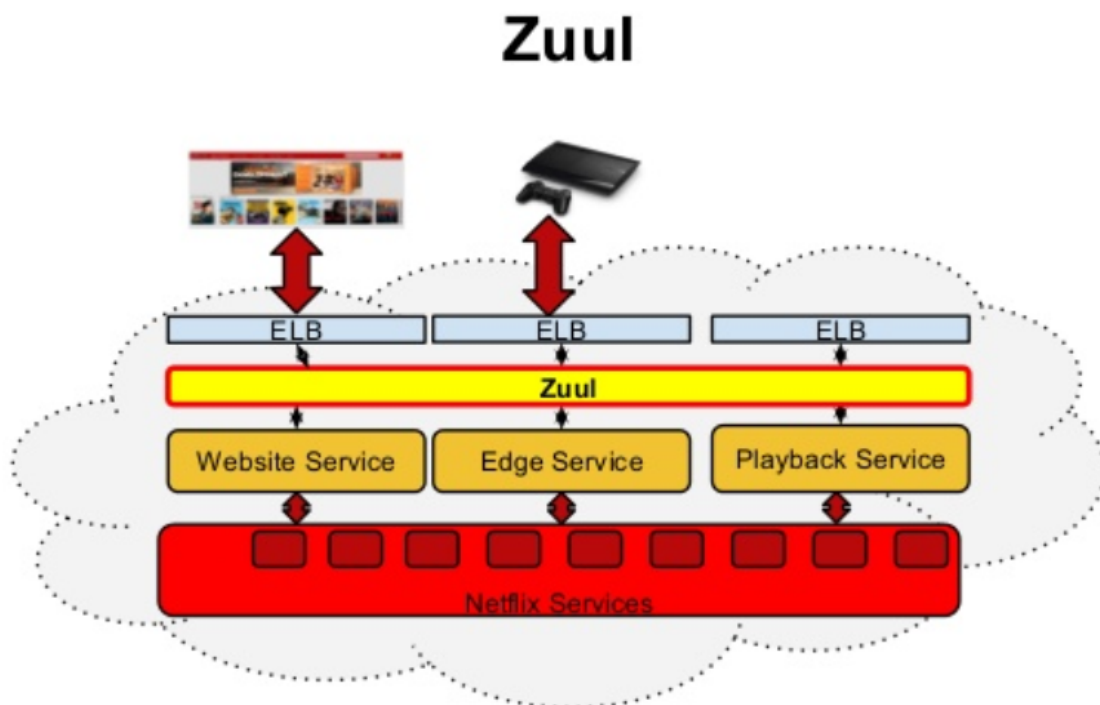 Zuul
ELB
ELB
ELB
Zuul
Website Service
Edge Service
Playback Service
Netflix Services